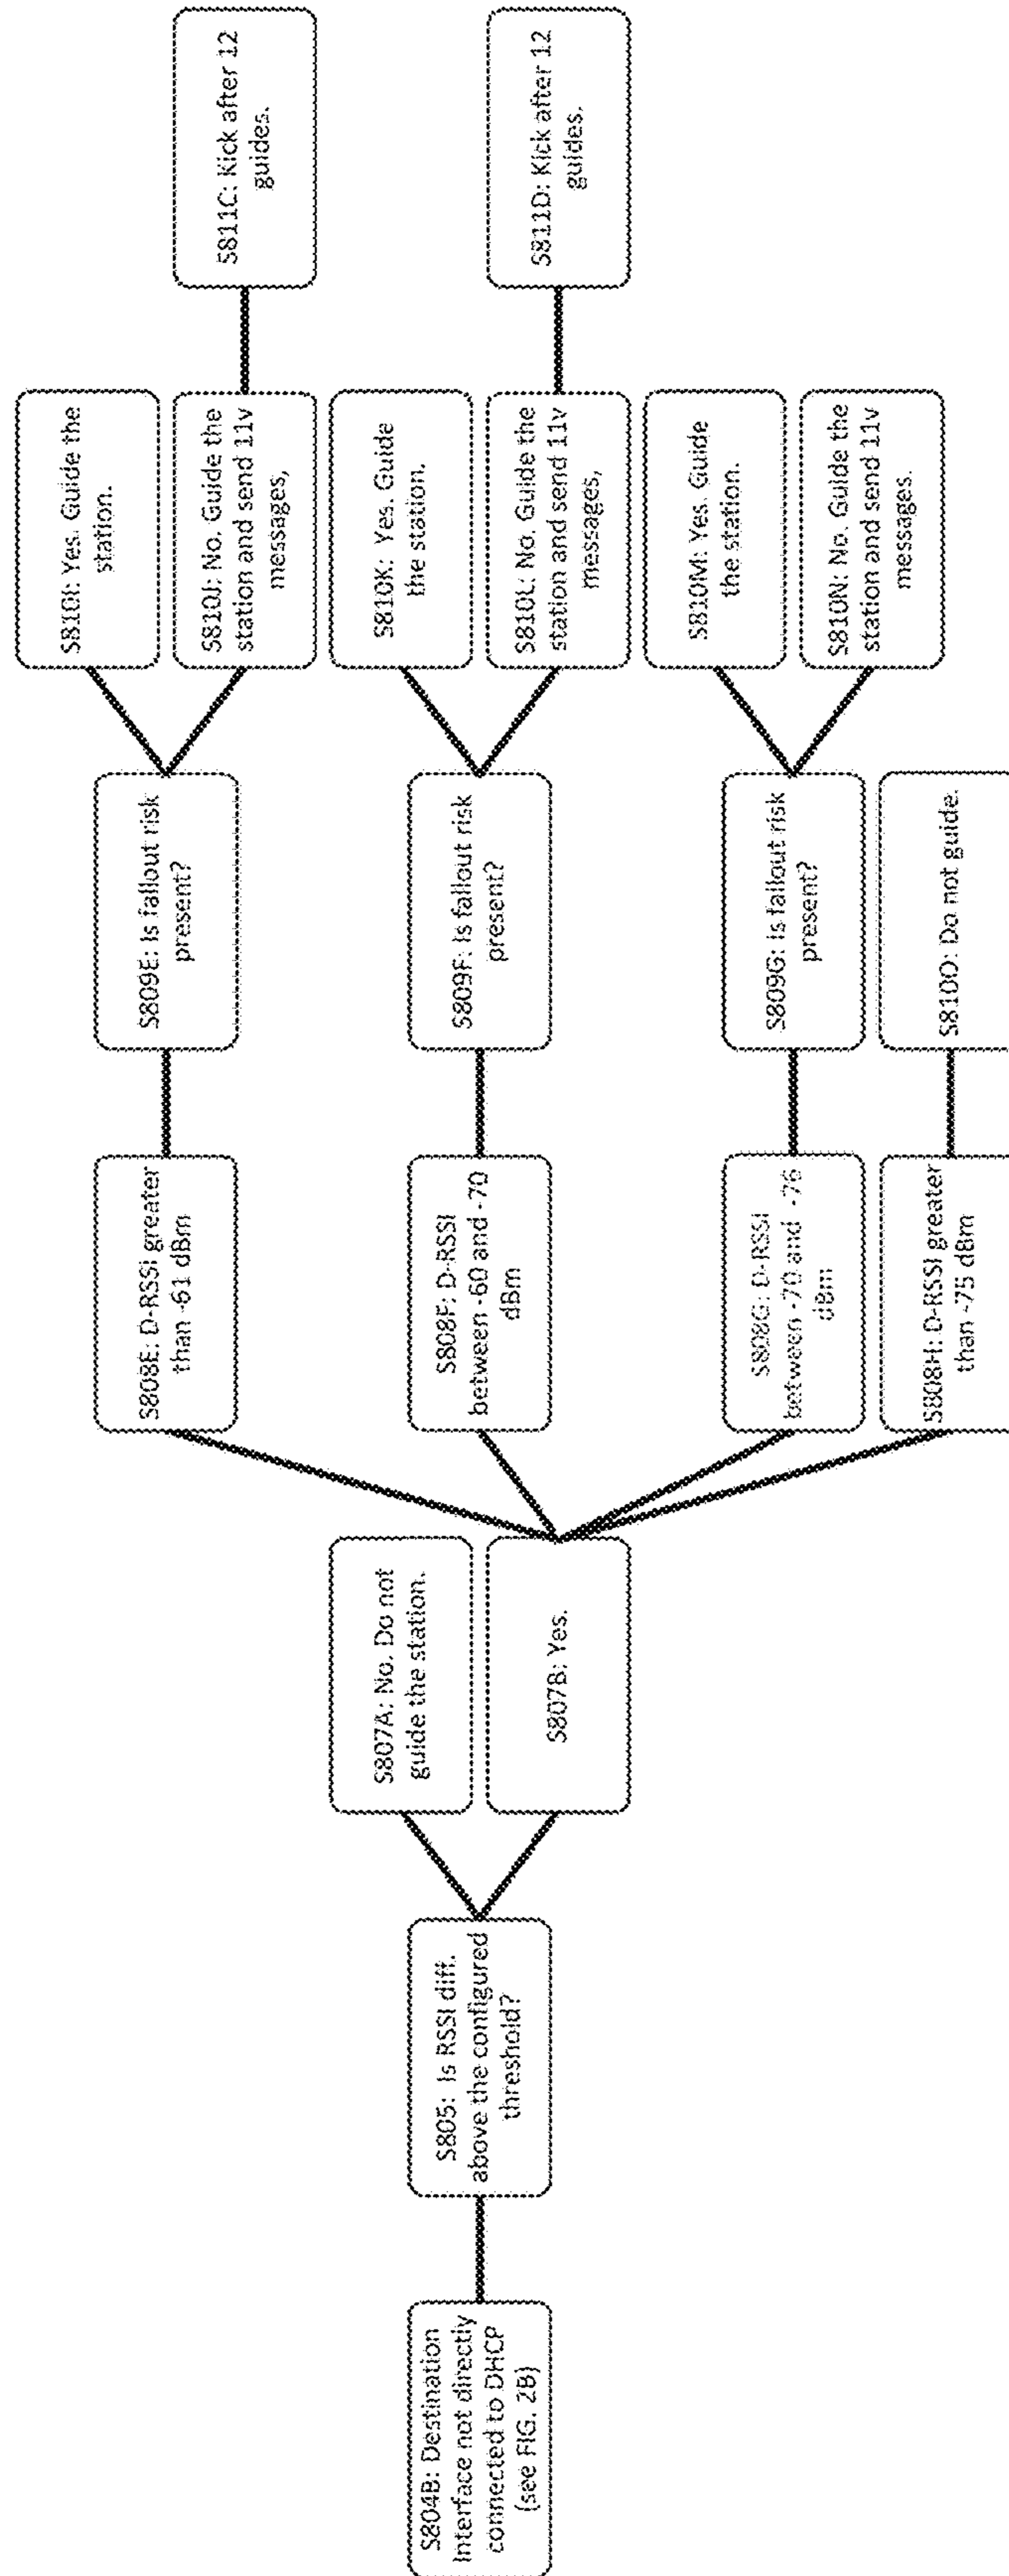 S804B: Destination
Interface not directly
connected to DHCP
(see FIG. 2B)
S805: Is RSSI diff.
above the configured
threshold?
S807A: No. Do not
guide the station.
S807B: Yes.
S808E: D-RSSI greater
than -61 dBm
S808F: D-RSSI
between -60 and -70
dBm
S808G: D-RSSI
between -70 and -76
dBm
S808H: D-RSSI greater
than -75 dBm
S809E: Is fallout risk
present?
S809F: Is fallout risk
present?
S809G: Is fallout risk
present?
S810O: Do not guide.
S810I: Yes. Guide the
station.
S810J: No. Guide the
station and send 11v
messages,
S810K: Yes. Guide
the station.
S810L: No. Guide the
station and send 11v
messages,
S810M: Yes. Guide
the station.
S810N: No. Guide the
station and send 11v
messages.
S811C: Kick after 12
guides.
S811D: Kick after 12
guides.